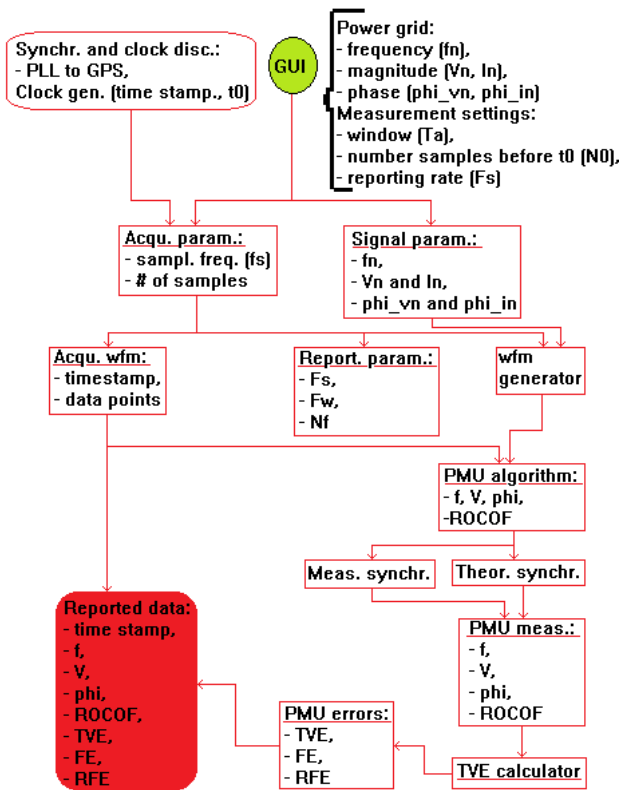 Synchr. and clock disc.:
- PLL to GPS,
Clock gen. (time stamp., t0)
GUI
Power grid:
- frequency (fn),
- magnitude (Vn, In),
- phase (phi_vn, phi_in)
Measurement settings:
- window (Ta),
- number samples before t0 (N0),
- reporting rate (Fs)
Acqu. param.:
- sampl. freq. (fs)
- # of samples
Signal param.:
- fn,
- Vn and In,
- phi_vn and phi_in
Acqu. wfm:
- timestamp,
- data points
Report. param.:
- Fs,
- Fw,
- Nf
wfm
generator
PMU algorithm:
- f, V, phi,
-ROCOF
Meas. synchr.
Theor. synchr.
Reported data:
- time stamp,
- f,
- V,
- phi,
- ROCOF,
- TVE,
- FE,
- RFE
PMU meas.:
- f,
- V,
- phi,
- ROCOF
PMU errors:
- TVE,
- FE,
- RFE
TVE calculator